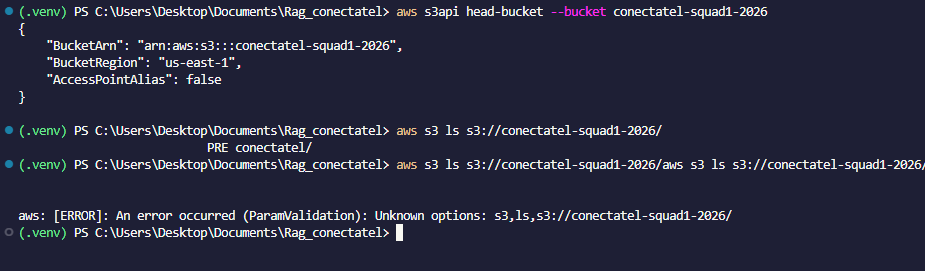 (.venv) PS C:\Users\Desktop\Documents\Rag_conectatel> aws s3api head-bucket --bucket conectatel-squad1-2026
{
    "BucketArn": "arn:aws:s3:::conectatel-squad1-2026",
    "BucketRegion": "us-east-1",
    "AccessPointAlias": false
}
(.venv) PS C:\Users\Desktop\Documents\Rag_conectatel> aws s3 ls s3://conectatel-squad1-2026/
                           PRE conectatel/
(.venv) PS C:\Users\Desktop\Documents\Rag_conectatel> aws s3 ls s3://conectatel-squad1-2026/aws s3 ls s3://conectatel-squad1-2026/
aws: [ERROR]: An error occurred (ParamValidation): Unknown options: s3,ls,s3://conectatel-squad1-2026/
(.venv) PS C:\Users\Desktop\Documents\Rag_conectatel>